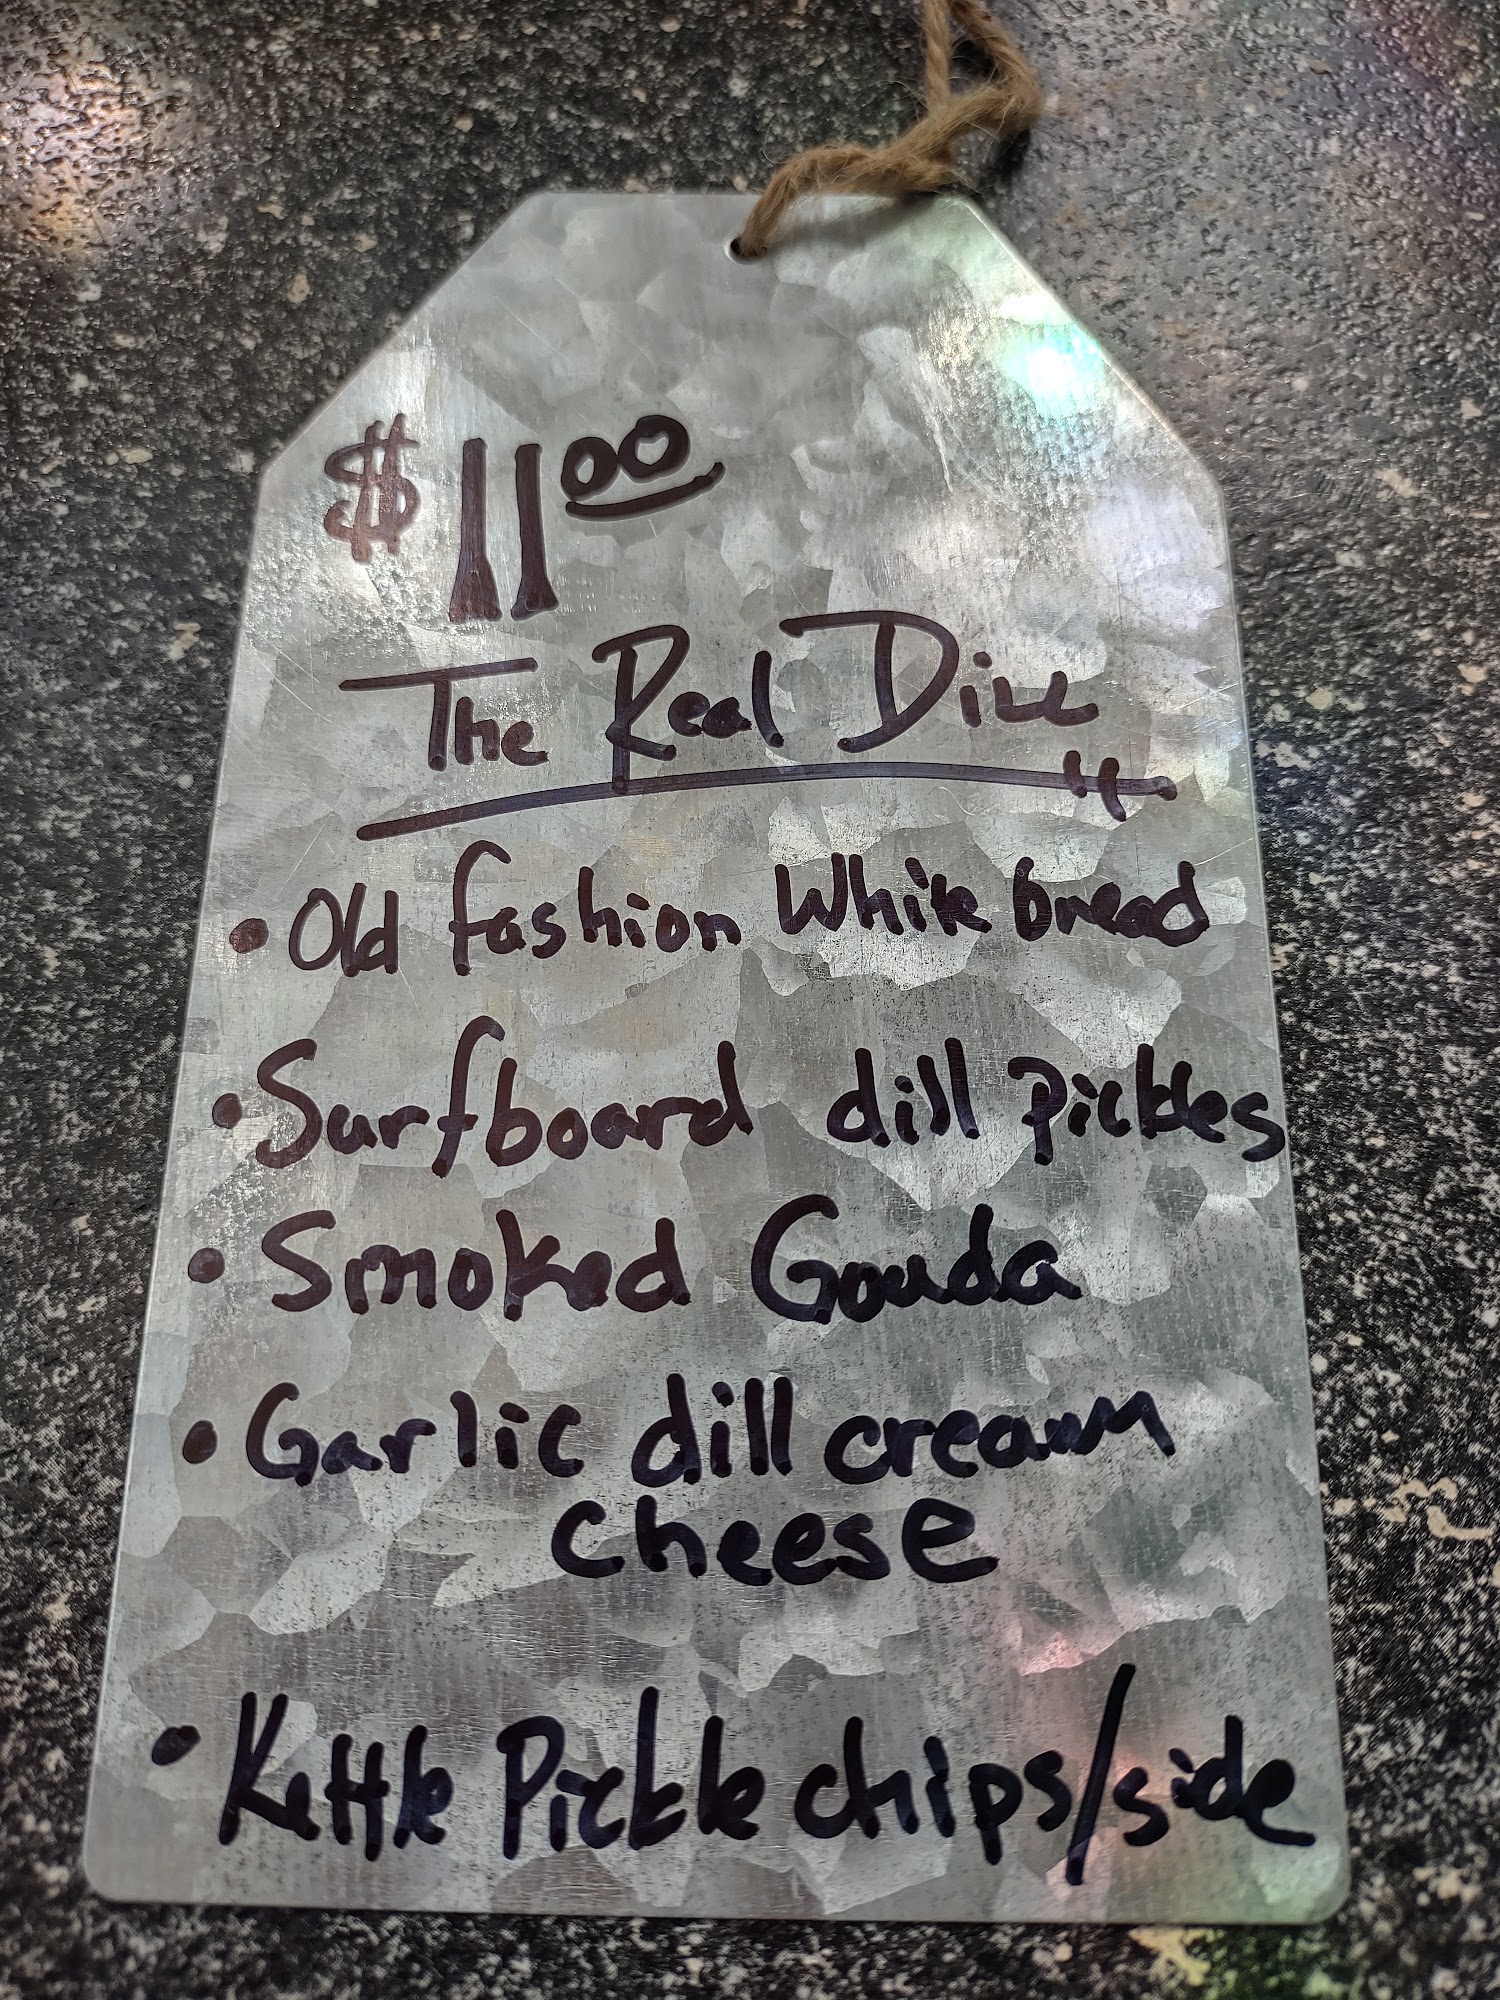 $11.00
The Real Dill"
• Old fashion White bread
• Surfboard dill pickles
• Smoked Gouda
• Garlic dill cream
cheese
• Kettle Pickle chips/side